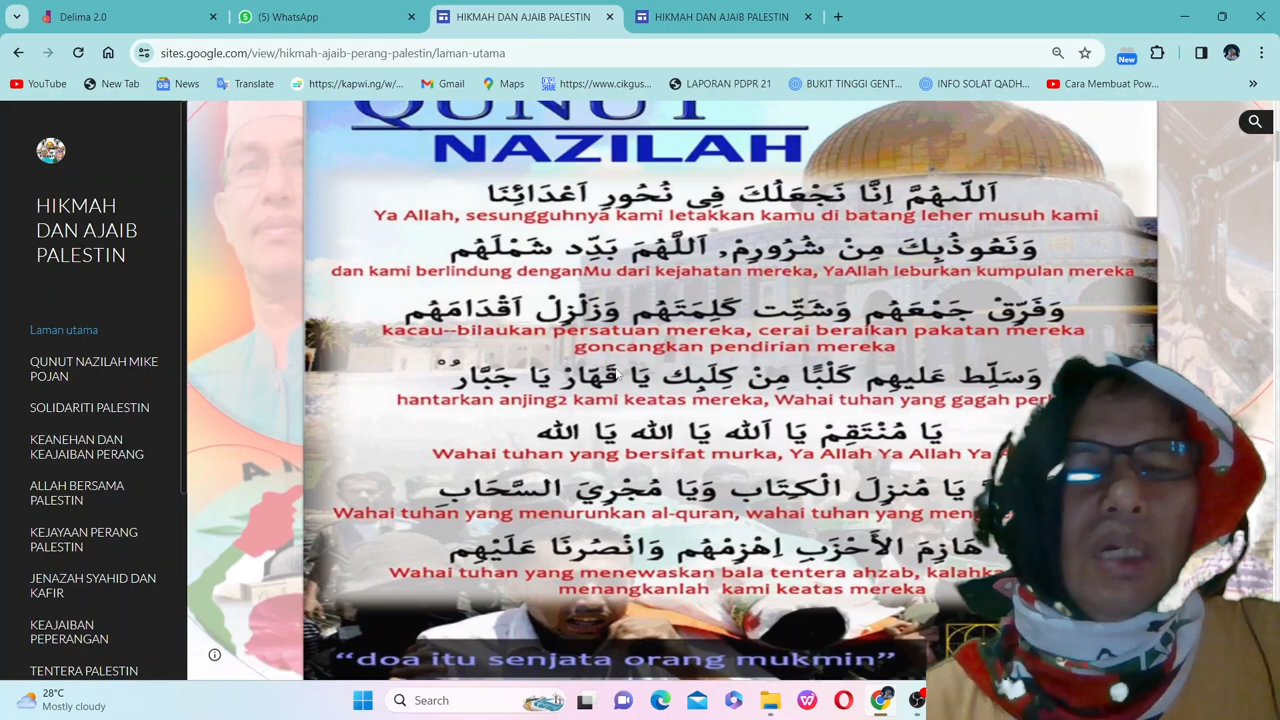 Delima 2.0
(5) WhatsApp
HIKMAH DAN AJAIB PALESTIN
HIKMAH DAN AJAIB PALESTIN
sites.google.com/view/hikmah-ajaib-perang-palestin/laman-utama
New
YouTube
New Tab
News
Translate
https://kapwi.ng/w/...
Gmail
Maps
https://www.cikgus...
LAPORAN PDPR 21
BUKIT TINGGI GENT...
INFO SOLAT QADH...
Cara Membuat Pow...
HIKMAH
DAN AJAIB
PALESTIN
Laman utama
QUNUT NAZILAH MIKE
POJAN
SOLIDARITI PALESTIN
KEANEHAN DAN
KEAJAIBAN PERANG
ALLAH BERSAMA
PALESTIN
KEJAYAAN PERANG
PALESTIN
JENAZAH SYAHID DAN
KAFIR
KEAJAIBAN
PEPERANGAN
TENTERA PALESTIN
QUNUT
NAZILAH
اَللّٰهُمَّ اِنَّا نَجْعَلُكَ فِى نُحُورِ اَعْدَائِنَا
Ya Allah, sesungguhnya kami letakkan kamu di batang leher musuh kami
وَنَعُوذُبِكَ مِنْ شُرُورِمْ, اَللَّهُمَ بَدِّد شَمْلَهُم
dan kami berlindung denganMu dari kejahatan mereka, YaAllah leburkan kumpulan mereka
وَفَرِّقْ جَمْعَهُم وَشَتِّت كَلِمَتَهُم وَزَلْزِلْ اَقْدَامَهُم
kacau--bilaukan persatuan mereka, cerai beraikan pakatan mereka
goncangkan pendirian mereka
وَسَلِّط عَليهِم كَلْبًا مِنْ كِلَبِك يَا قَهّارْ يَا جَبَّارُ
hantarkan anjing2 kami keatas mereka, Wahai tuhan yang gagah
يَا مُنْتَقِمْ يَا اَلله يَا الله يَا الله
Wahai tuhan yang bersifat murka, Ya Allah Ya Allah Ya
يَا مُنزِلَ الْكِتَاب وَيَا مُجْرِيَ السَّحَابِ
Wahai tuhan yang menurunkan al-quran, wahai tuhan yang
هَازِمَ الأَحْزَبِ اِهْزِمْهُم وَانْصُرنَا عَلَيْهِم
Wahai tuhan yang menewaskan bala tentera ahzab,
menangkanlah kami keatas mereka
“doa itu senjata orang mukmin”
28°C
Mostly cloudy
Search